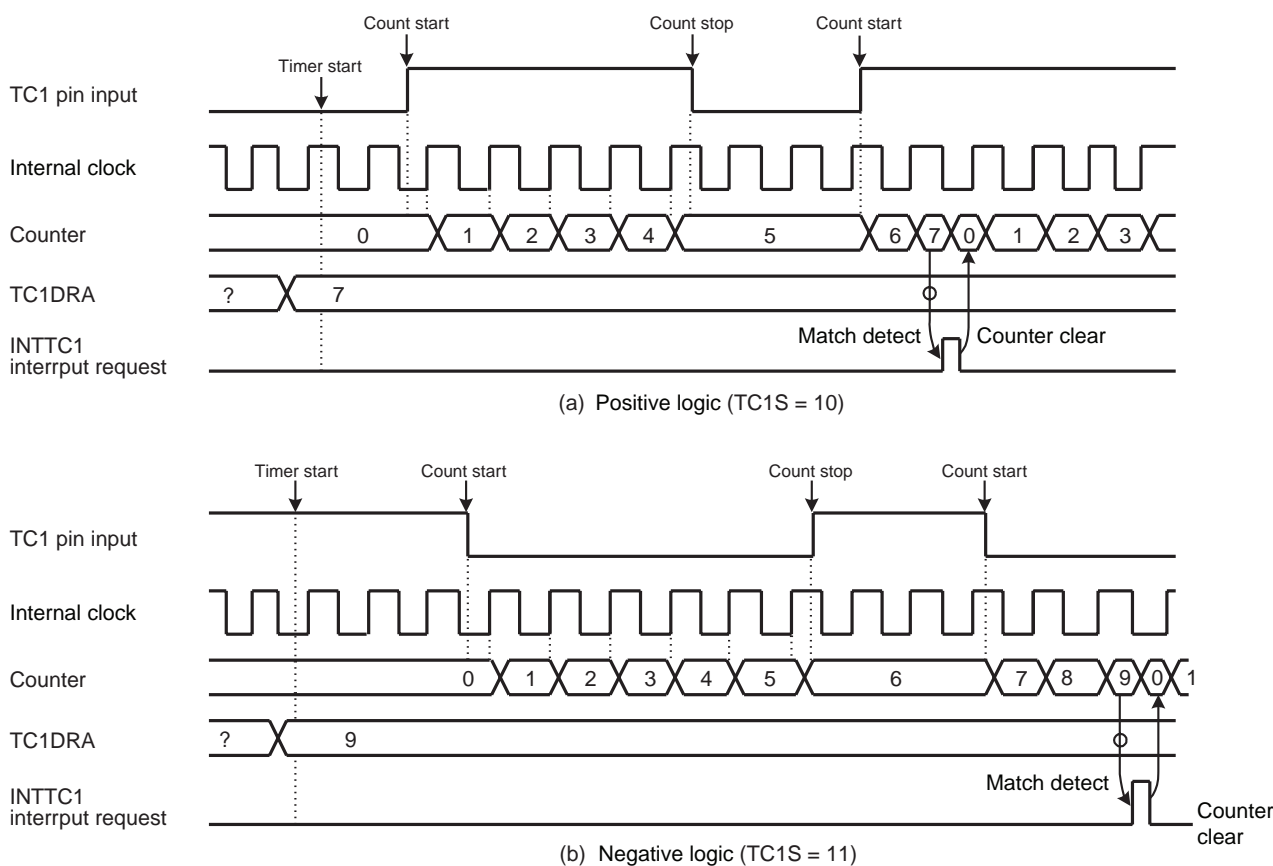 Count start Count stop Count start
Timer start
TC1 pin input
Internal clock
Counter 0 1 2 3 4 5 6 7 0 1 2 3
TC1DRA ? 7
Match detect Counter clear
INTTC1
interrput request
(a) Positive logic (TC1S = 10)
Timer start Count start Count stop Count start
TC1 pin input
Internal clock
Counter 0 1 2 3 4 5 6 7 8 9 0 1
TC1DRA ? 9
Match detect
INTTC1
interrput request
Counter
clear
(b) Negative logic (TC1S = 11)